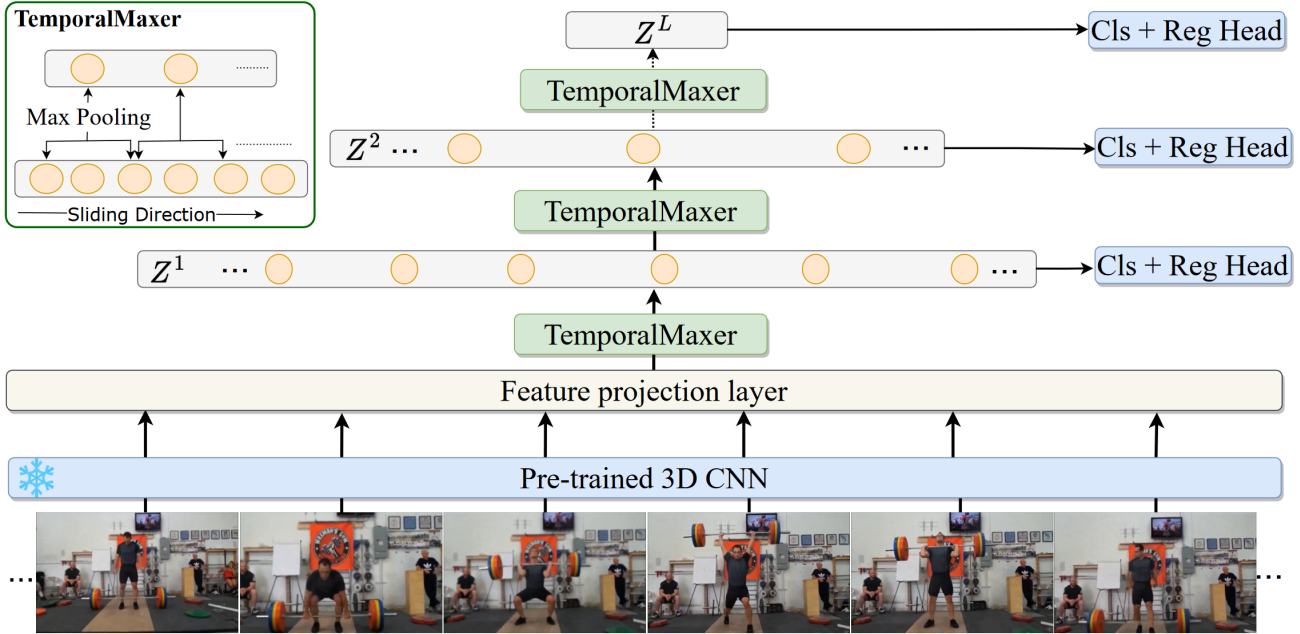 TemporalMaxer
Max Pooling
Sliding Direction
Z^L
Cls + Reg Head
TemporalMaxer
Z^2 ...
...
Cls + Reg Head
TemporalMaxer
Z^1 ...
...
Cls + Reg Head
TemporalMaxer
Feature projection layer
Pre-trained 3D CNN
...
...